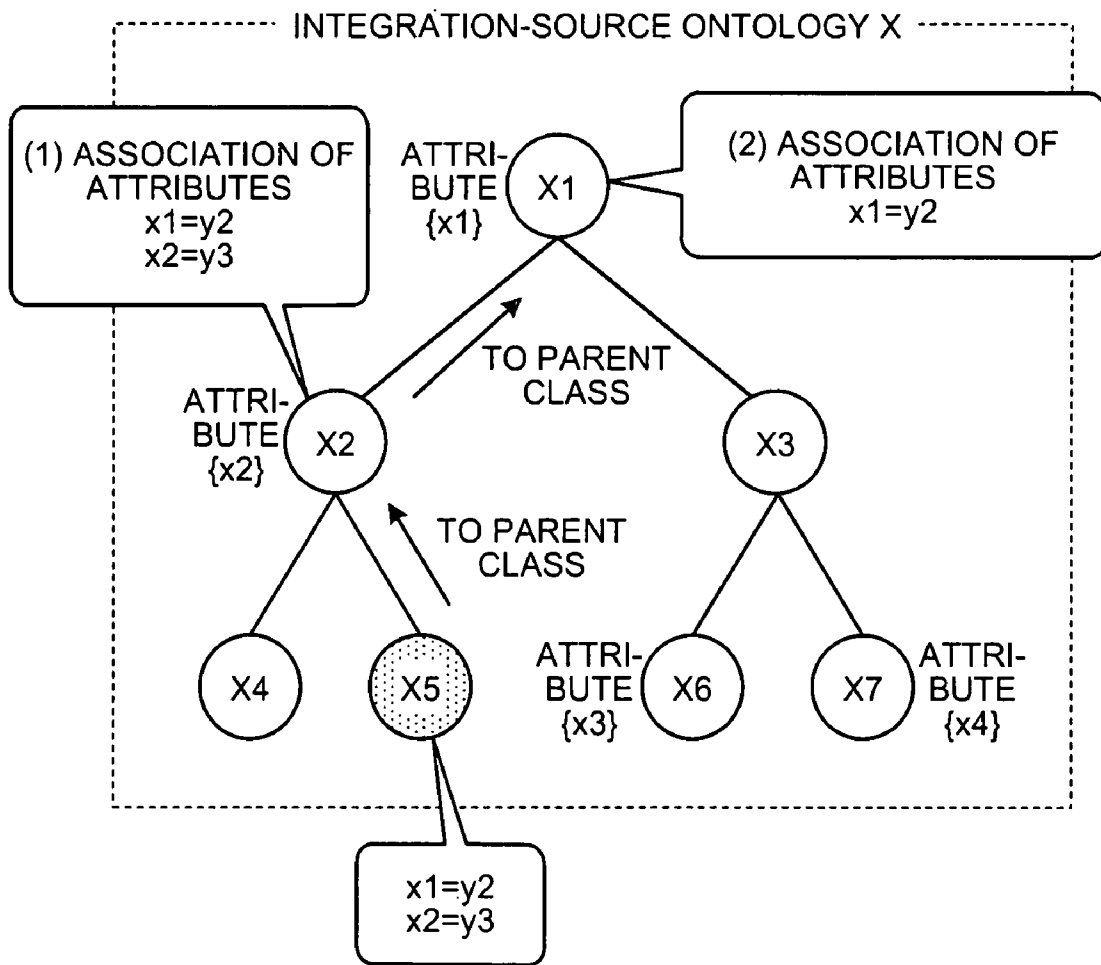 INTEGRATION-SOURCE ONTOLOGY X
(1) ASSOCIATION OF
ATTRIBUTES
x1=y2
x2=y3
ATTRI-
BUTE
{x1}
X1
(2) ASSOCIATION OF
ATTRIBUTES
x1=y2
TO PARENT
CLASS
ATTRI-
BUTE
{x2}
X2
X3
TO PARENT
CLASS
X4
X5
ATTRI-
BUTE
{x3}
X6
X7
ATTRI-
BUTE
{x4}
x1=y2
x2=y3